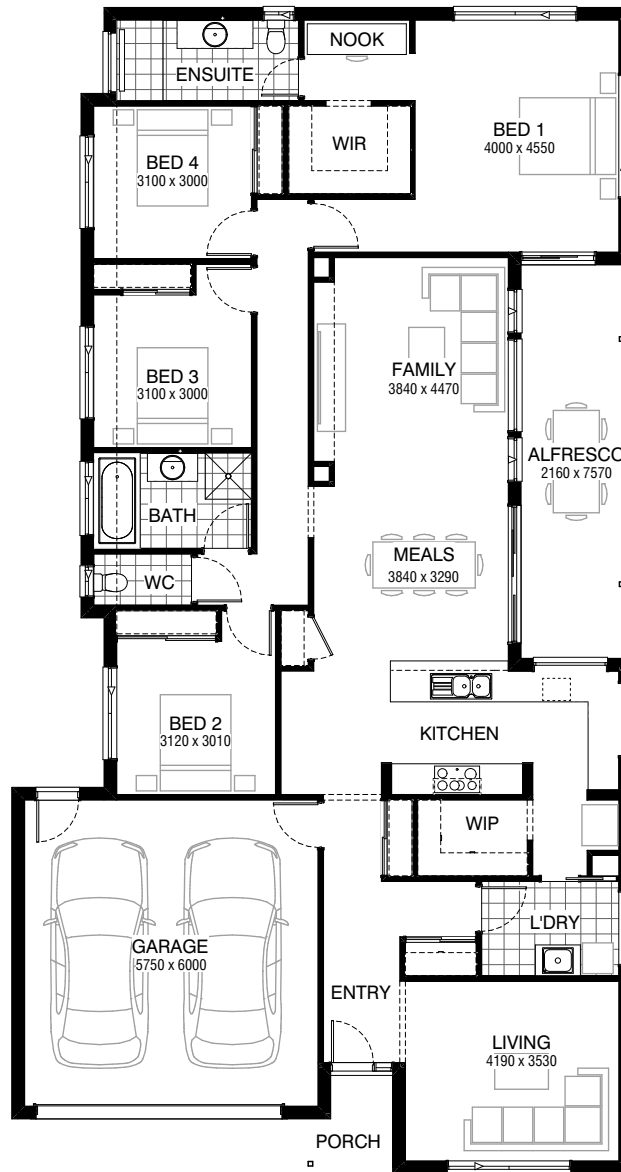 NOOK
ENSUITE
BED 1
4000 x 4550
WIR
BED 4
3100 x 3000
FAMILY
3840 x 4470
BED 3
3100 x 3000
ALFRESCO
2160 x 7570
BATH
MEALS
3840 x 3290
WC
BED 2
3120 x 3010
KITCHEN
WIP
L'DRY
GARAGE
5750 x 6000
ENTRY
LIVING
4190 x 3530
PORCH